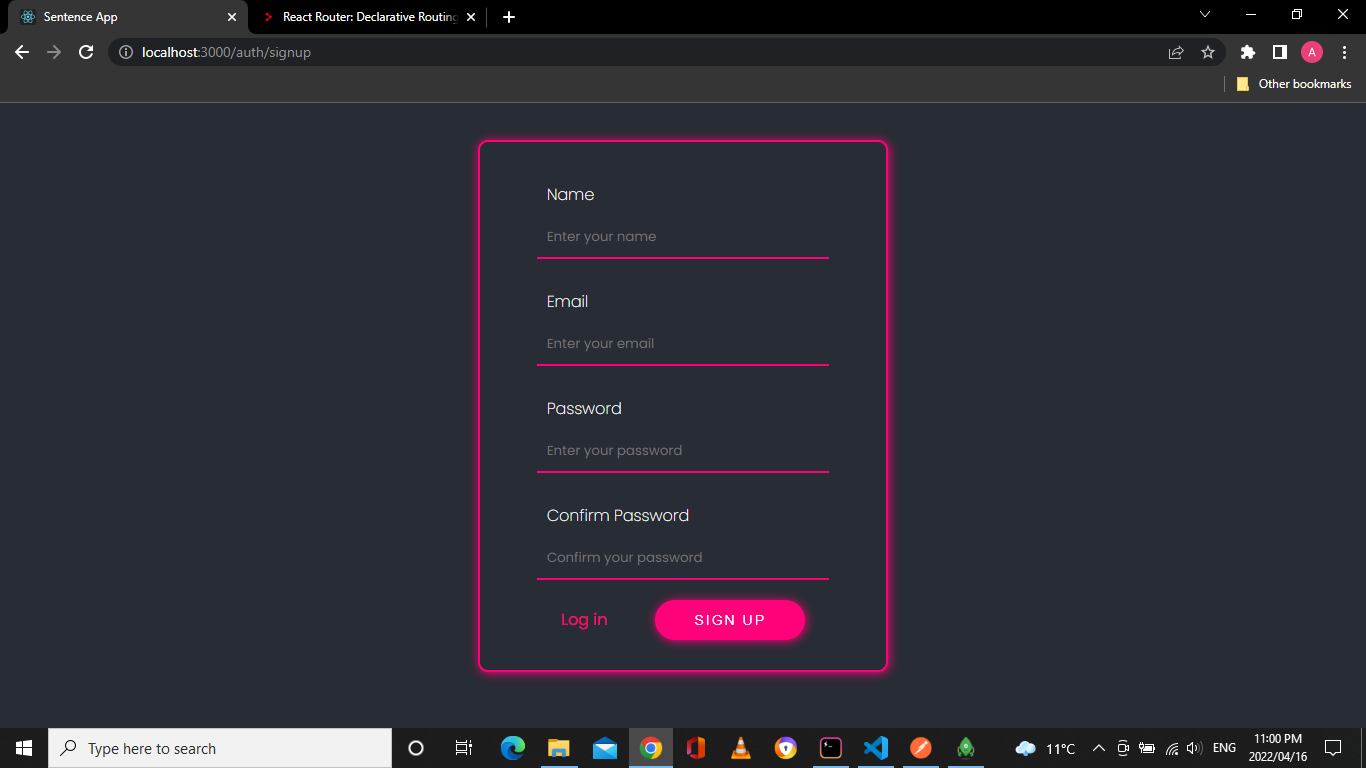 Sentence App
React Router: Declarative Routing
localhost:3000/auth/signup
A
Other bookmarks
Name
Enter your name
Email
Enter your email
Password
Enter your password
Confirm Password
Confirm your password
Log in
SIGN UP
Type here to search
11°C
ENG
11:00 PM
2022/04/16